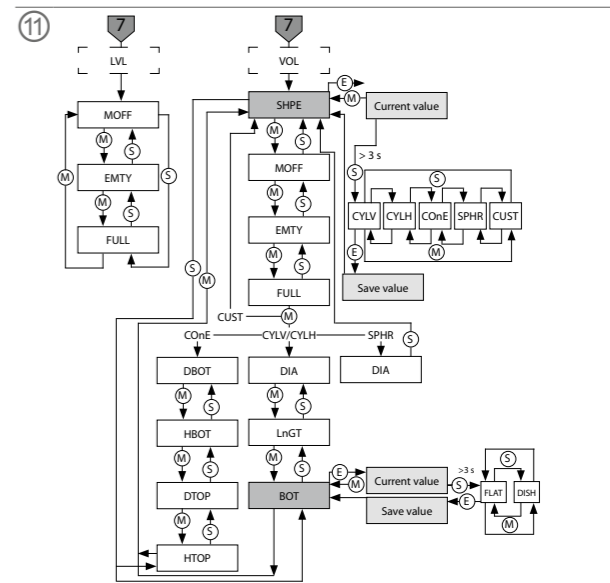 11
7 7
LVL VOL
E
SHPE M Current value
MOFF
M S
M S > 3 s
MOFF S S
M EMTY S
M S CYLV CYLH COnE SPHR CUST
M S EMTY
E M
FULL M S
Save value
S FULL
M
CUST M
COnE CYLV/CYLH SPHR S
DBOT DIA DIA
M S M S
HBOT LnGT
M S M S E Current value >3 s S
M S
DTOP BOT FLAT DISH
Save value E
M S M
HTOP